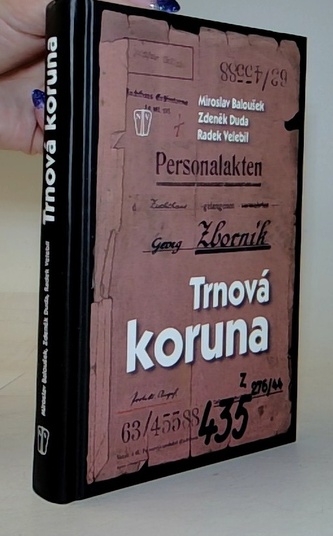 63/45588
Miroslav Baloušek
Zdeněk Duda
Radek Velebil
Personalakten
Georg Zbornik
Trnová
koruna
Z 276/44
63/45588
435
Miroslav Baloušek, Zdeněk Duda, Radek Velebil Trnová koruna